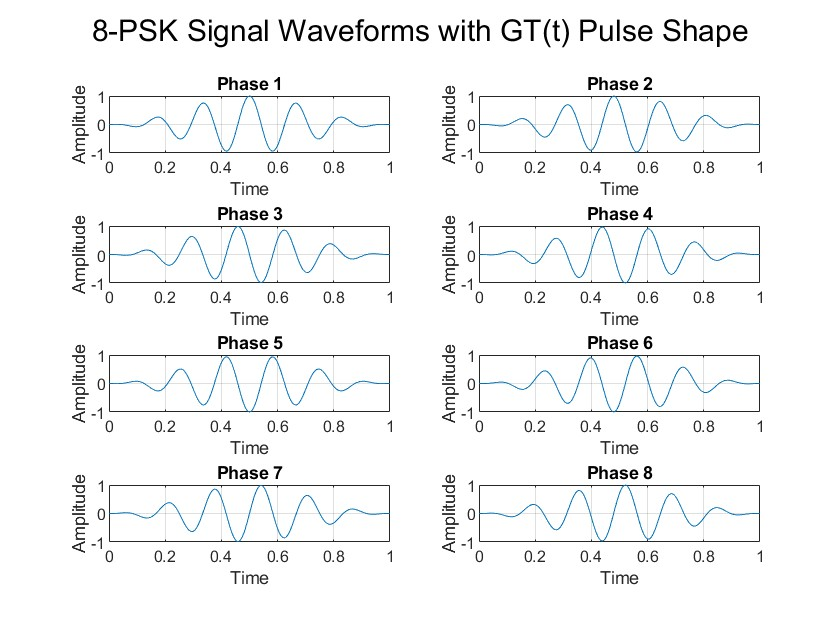 8-PSK Signal Waveforms with GT(t) Pulse Shape
Phase 1
Amplitude
1
0
-1
0 0.2 0.4 0.6 0.8 1
Time
Phase 2
Amplitude
1
0
-1
0 0.2 0.4 0.6 0.8 1
Time
Phase 3
Amplitude
1
0
-1
0 0.2 0.4 0.6 0.8 1
Time
Phase 4
Amplitude
1
0
-1
0 0.2 0.4 0.6 0.8 1
Time
Phase 5
Amplitude
1
0
-1
0 0.2 0.4 0.6 0.8 1
Time
Phase 6
Amplitude
1
0
-1
0 0.2 0.4 0.6 0.8 1
Time
Phase 7
Amplitude
1
0
-1
0 0.2 0.4 0.6 0.8 1
Time
Phase 8
Amplitude
1
0
-1
0 0.2 0.4 0.6 0.8 1
Time